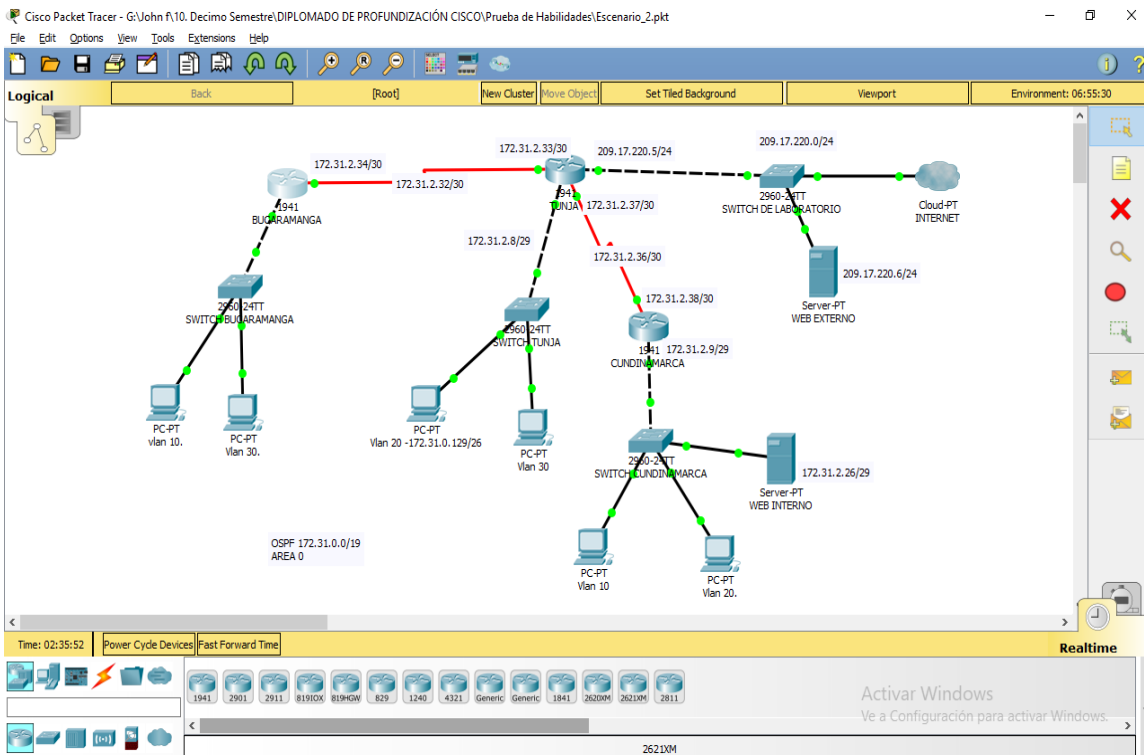 Cisco Packet Tracer - G:\John f\10. Decimo Semestre\DIPLOMADO DE PROFUNDIZACIÓN CISCO\Prueba de Habilidades\Escenario_2.pkt
File Edit Options View Tools Extensions Help
Logical
Back
[Root]
New Cluster
Move Object
Set Tiled Background
Viewport
Environment: 06:55:30
172.31.2.34/30
172.31.2.32/30
172.31.2.33/30
209.17.220.5/24
209.17.220.0/24
1941
BUCARAMANGA
1941
TUNJA
172.31.2.37/30
2960-24TT
SWITCH DE LABORATORIO
Cloud-PT
INTERNET
172.31.2.8/29
172.31.2.36/30
209.17.220.6/24
Server-PT
WEB EXTERNO
2960-24TT
SWITCH BUCARAMANGA
2960-24TT
SWITCH TUNJA
172.31.2.38/30
1941
CUNDINAMARCA
172.31.2.9/29
PC-PT
vlan 10.
PC-PT
Vlan 30.
PC-PT
Vlan 20 -172.31.0.129/26
PC-PT
Vlan 30
2960-24TT
SWITCH CUNDINAMARCA
172.31.2.26/29
Server-PT
WEB INTERNO
OSPF 172.31.0.0/19
AREA 0
PC-PT
Vlan 10
PC-PT
Vlan 20.
Time: 02:35:52
Power Cycle Devices
Fast Forward Time
Realtime
1941 2901 2911 819IOX 819HGW 829 1240 4321 Generic Generic 1841 2620XM 2621XM 2811
Activar Windows
Ve a Configuración para activar Windows.
2621XM